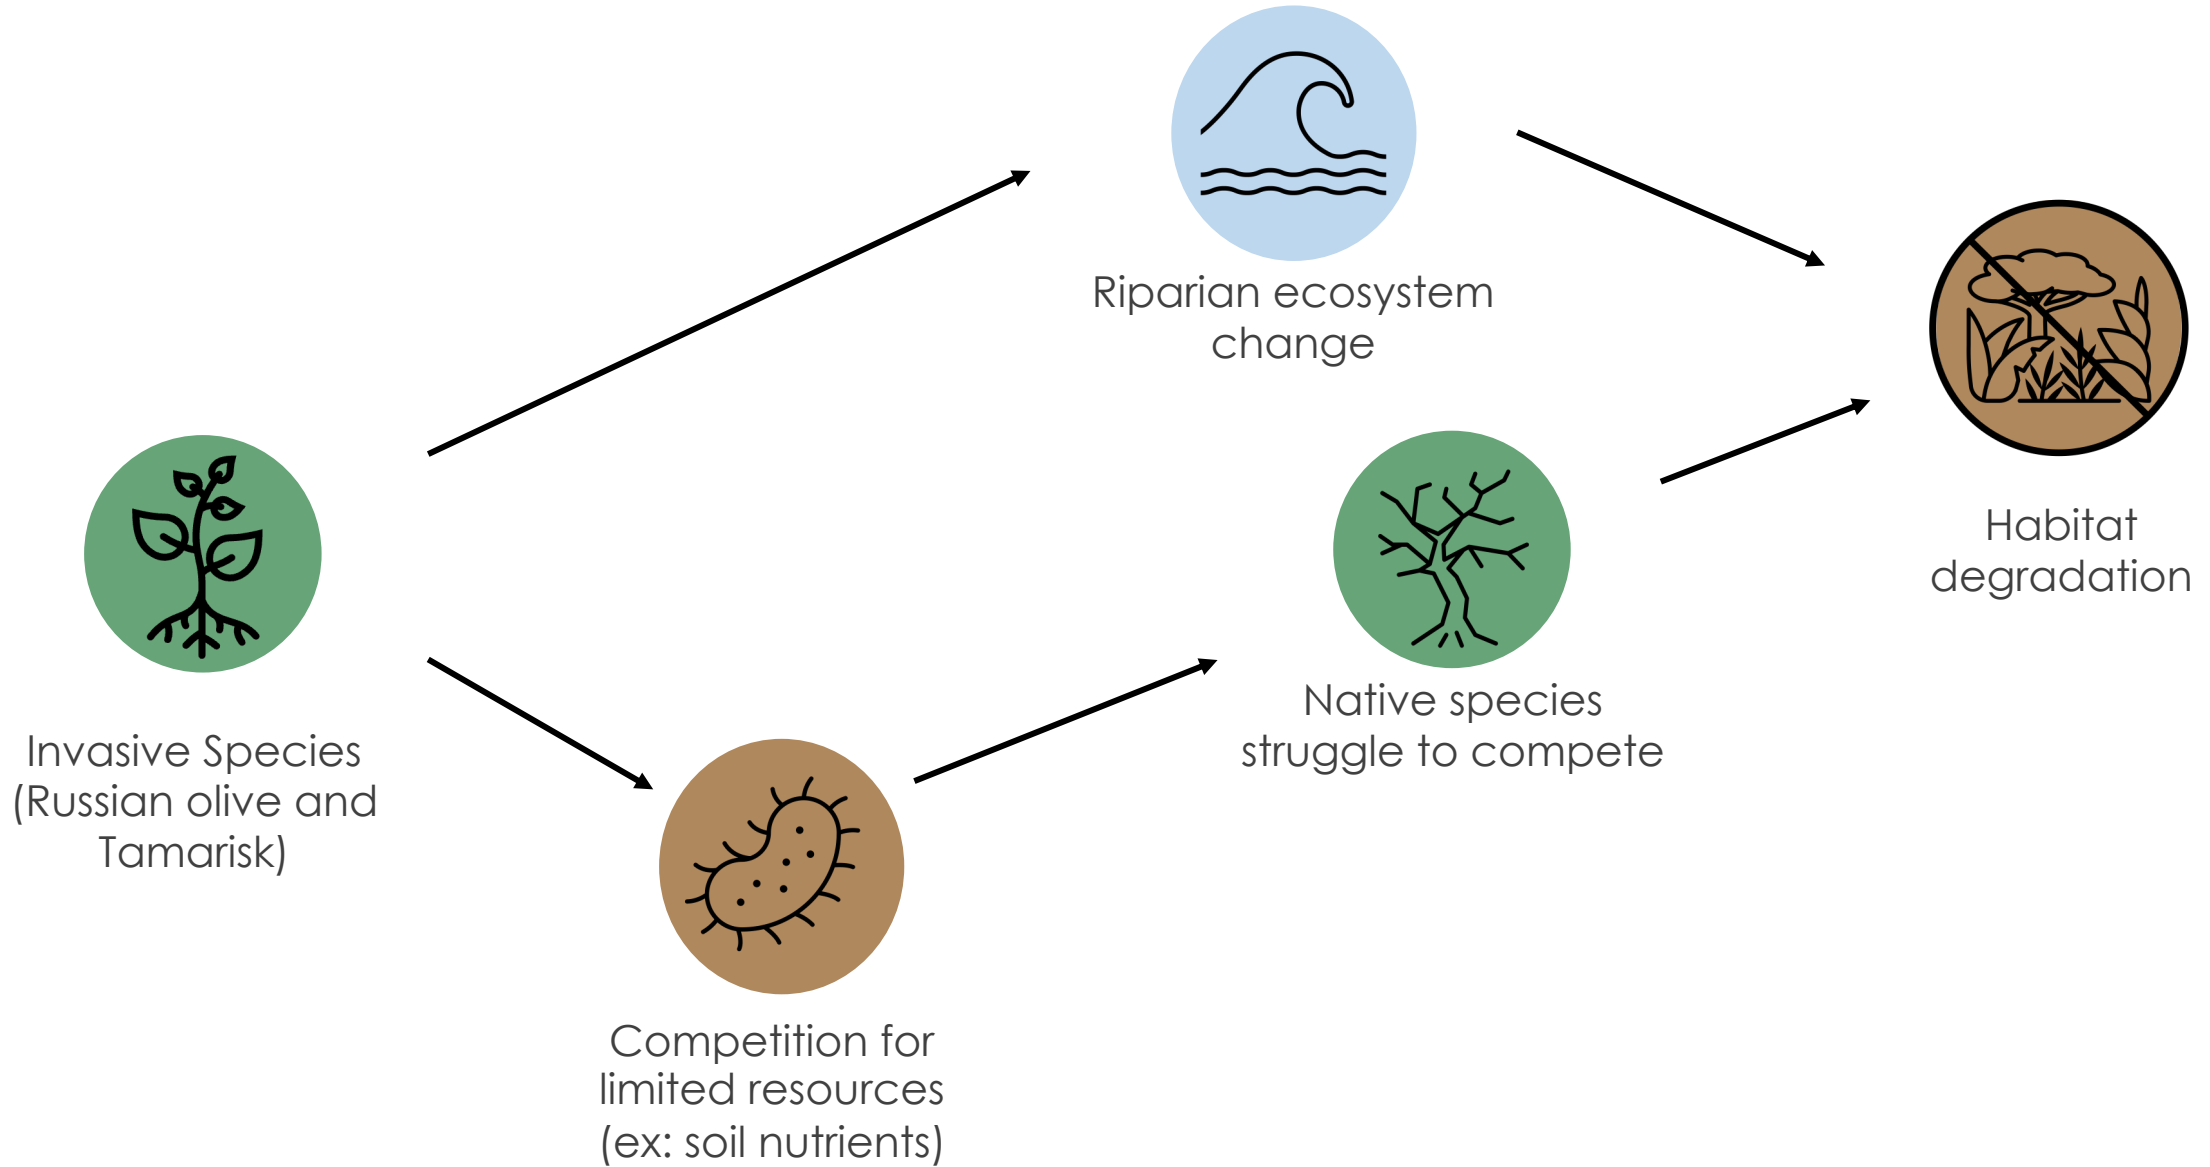 Riparian ecosystem
change
Habitat
degradation
Native species
struggle to compete
Invasive Species
(Russian olive and
Tamarisk)
Competition for
limited resources
(ex: soil nutrients)